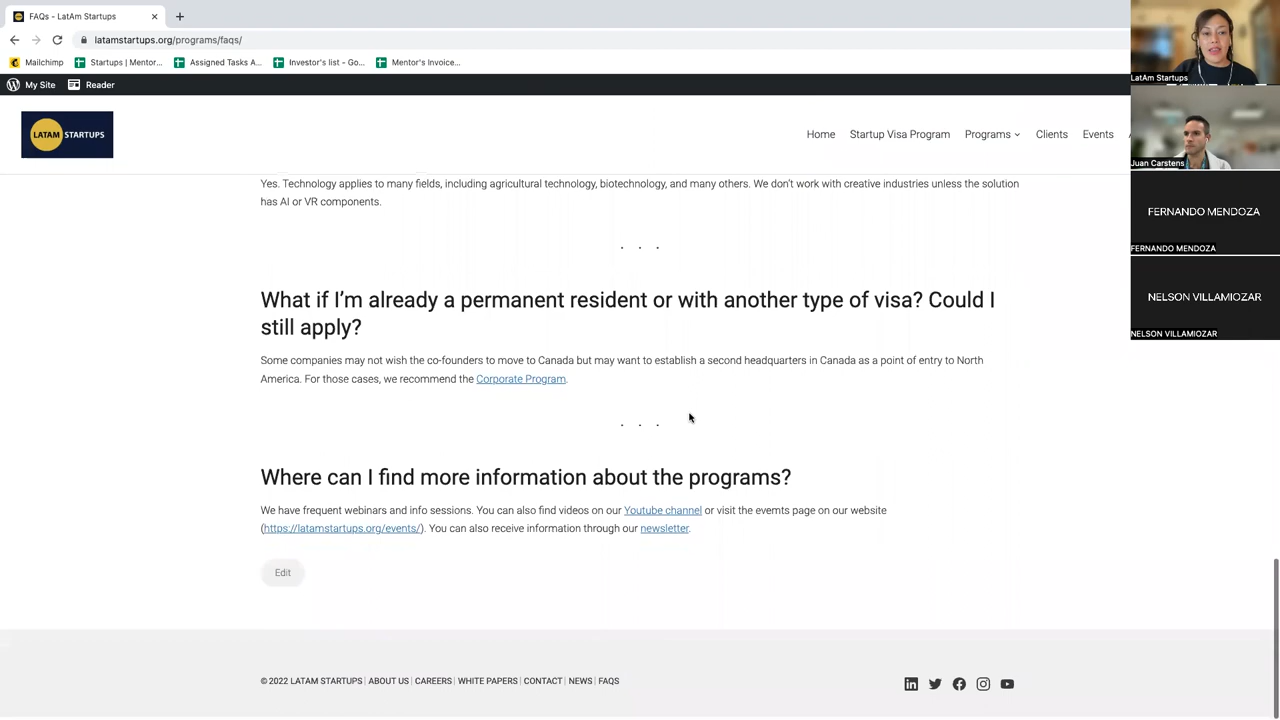 FAQs - LatAm Startups
latamstartups.org/programs/faqs/
Mailchimp
Startups | Mentor...
Assigned Tasks A...
Investor's list - Go...
Mentor's Invoice...
My Site
Reader
LATAM STARTUPS
Home
Startup Visa Program
Programs
Clients
Events
Yes. Technology applies to many fields, including agricultural technology, biotechnology, and many others. We don't work with creative industries unless the solution
has AI or VR components.
. . .
What if I'm already a permanent resident or with another type of visa? Could I
still apply?
Some companies may not wish the co-founders to move to Canada but may want to establish a second headquarters in Canada as a point of entry to North
America. For those cases, we recommend the Corporate Program.
. . .
Where can I find more information about the programs?
We have frequent webinars and info sessions. You can also find videos on our Youtube channel or visit the evemts page on our website
(https://latamstartups.org/events/). You can also receive information through our newsletter.
Edit
© 2022 LATAM STARTUPS | ABOUT US | CAREERS | WHITE PAPERS | CONTACT | NEWS | FAQS
LatAm Startups
Juan Carstens
FERNANDO MENDOZA
FERNANDO MENDOZA
NELSON VILLAMIOZAR
NELSON VILLAMIOZAR